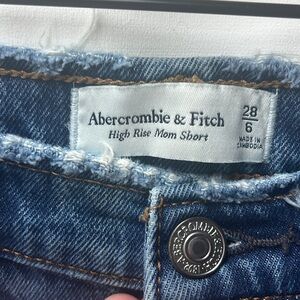 Abercrombie & Fitch
High Rise Mom Short
28
6
MADE IN
CAMBODIA
ABERCROMBIE &